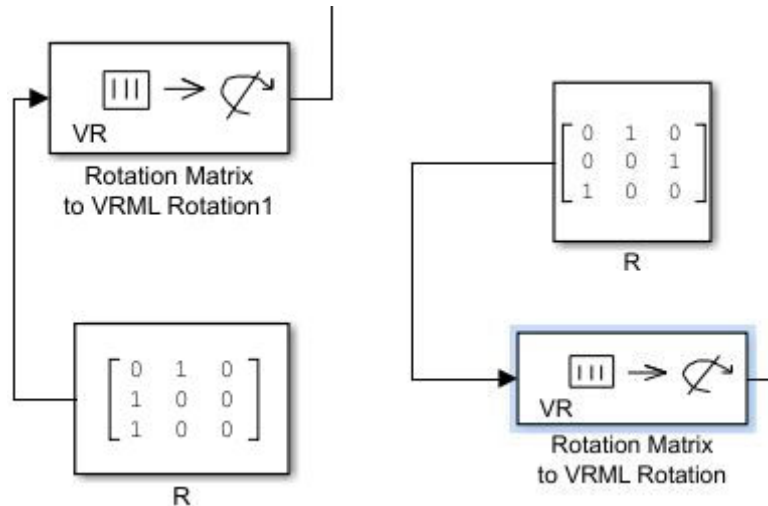 VR
Rotation Matrix
to VRML Rotation1
0 1 0
1 0 0
1 0 0
R
0 1 0
0 0 1
1 0 0
R
VR
Rotation Matrix
to VRML Rotation